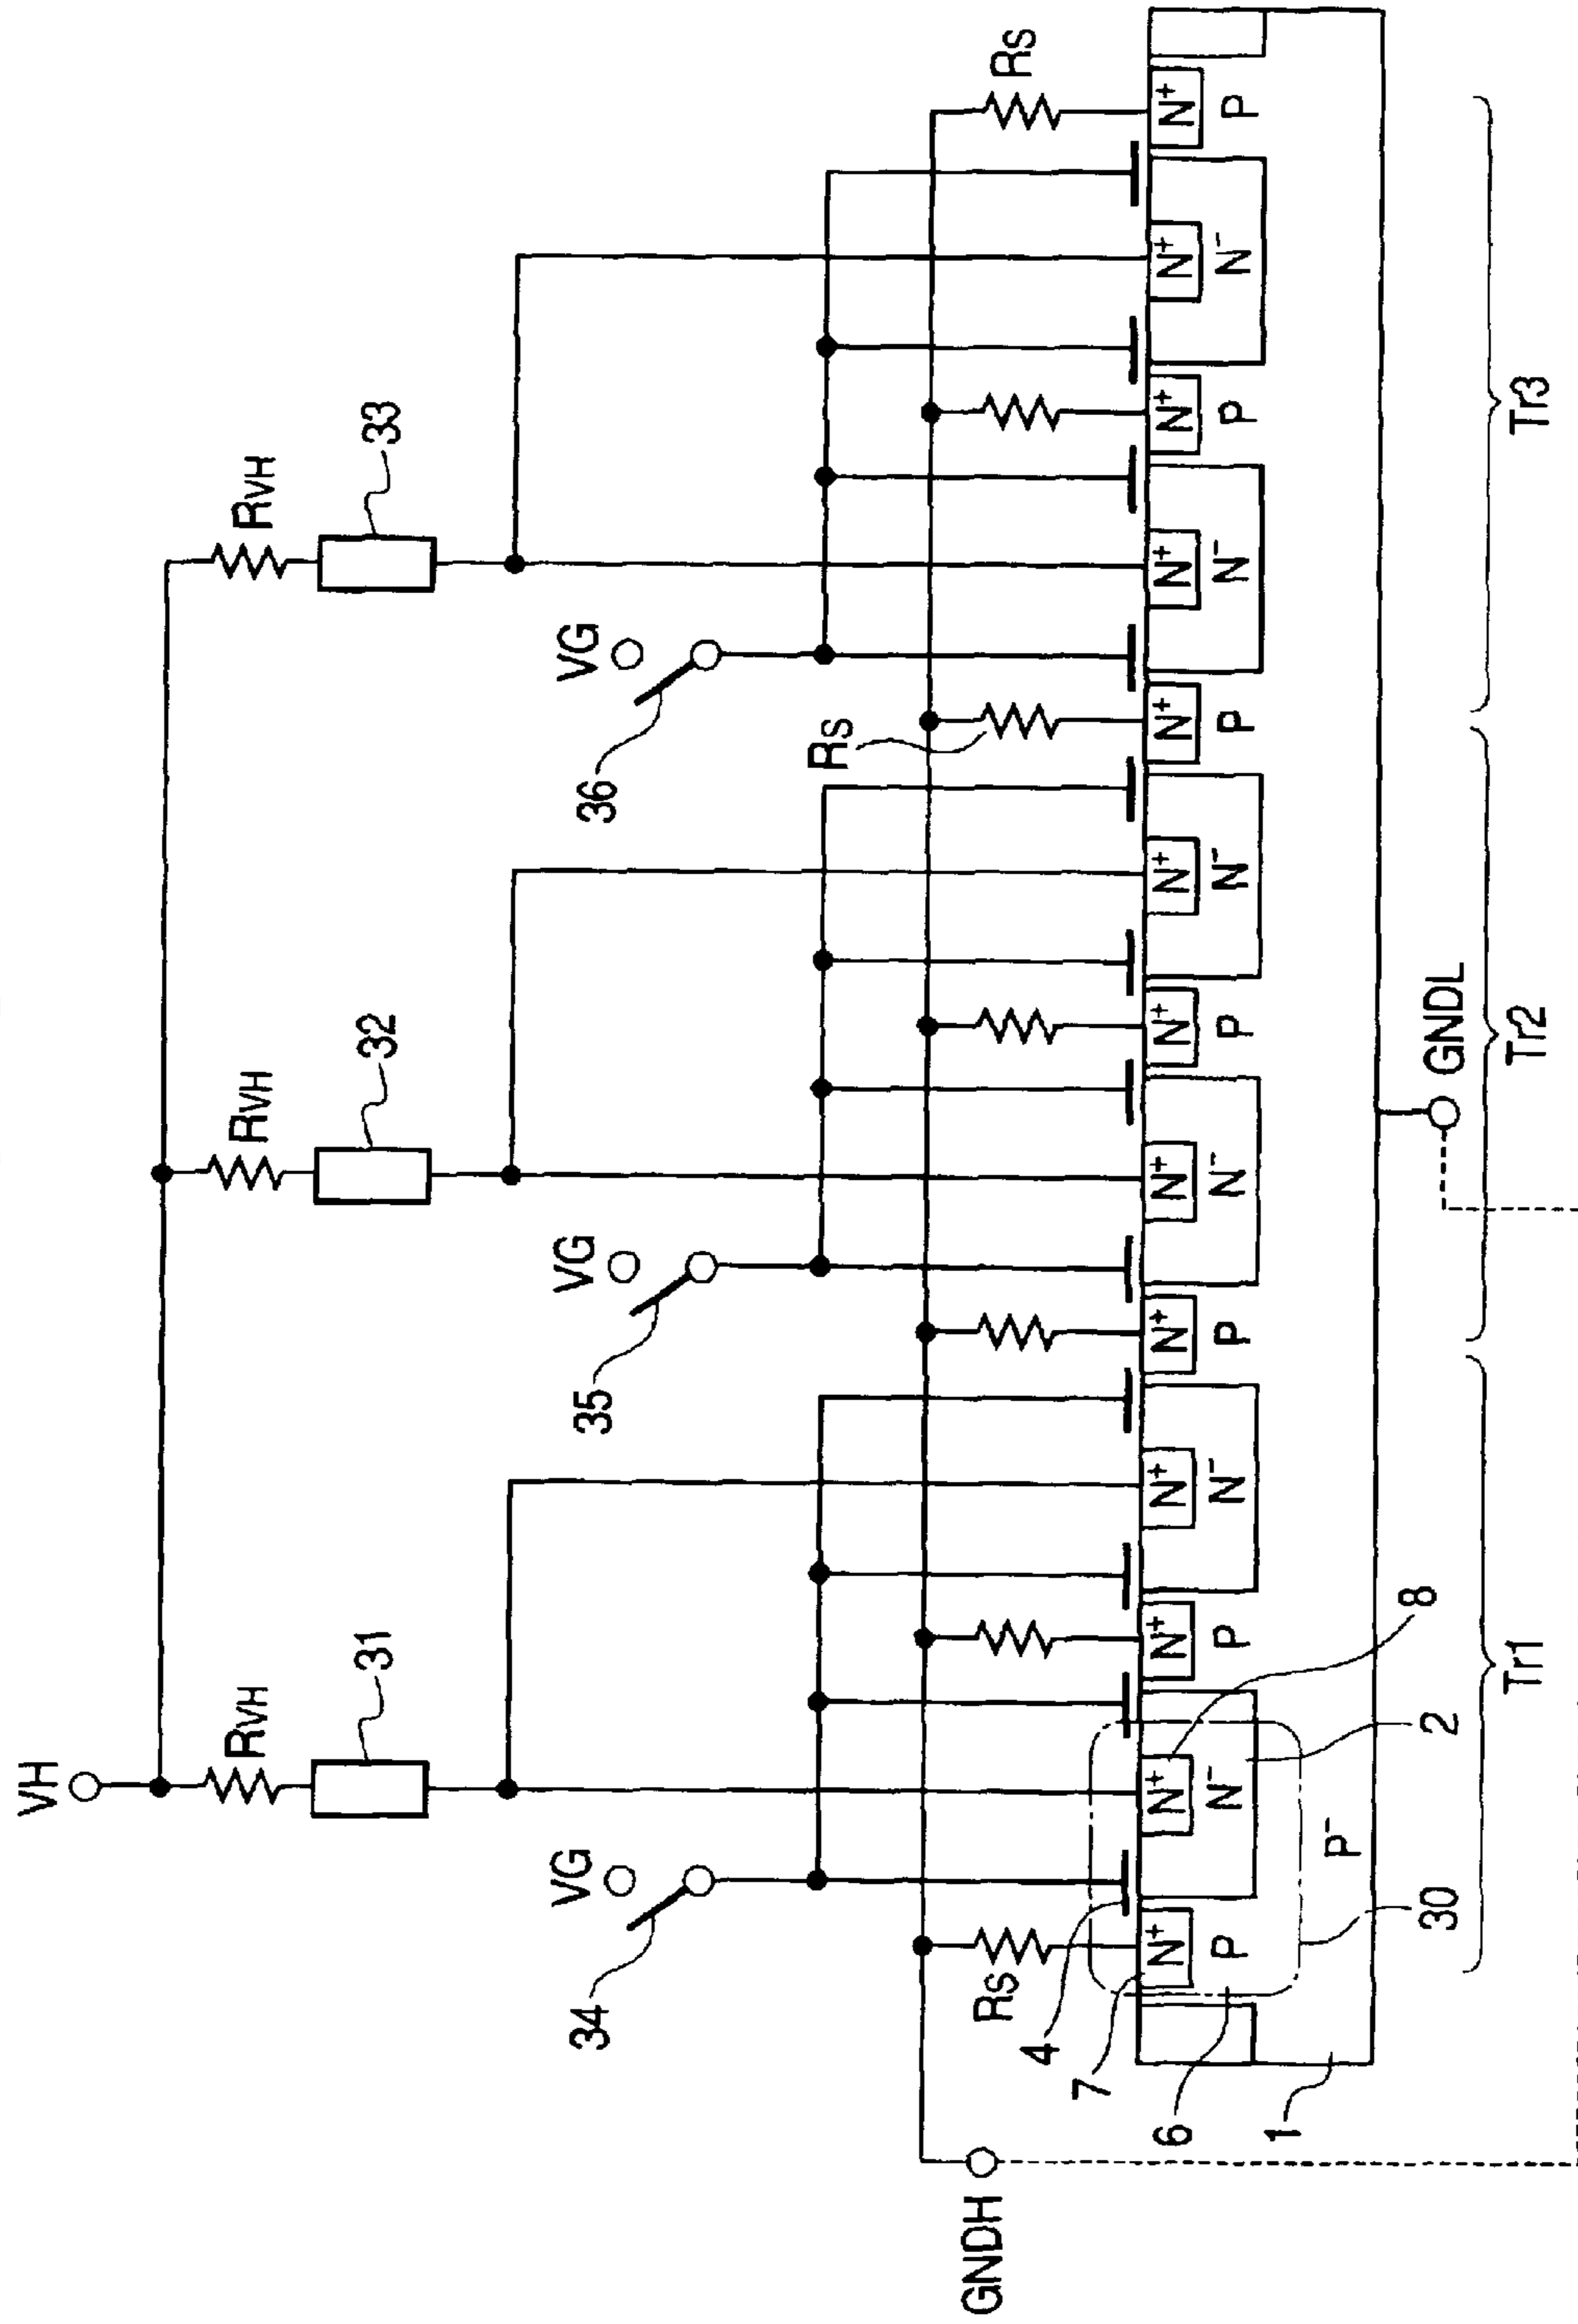 VH
RVH RVH RVH
31 32 33
VG VG VG
34 35 36
RS
GNDH RS RS
4
7
N+ N+ N+ N+ N+ N+ N+ N+ N+ N+ N+ N+ N+
6 P N- P N- P N- P N- P N- P N- P
1 P-
30 2 8 GNDL
Tr1 Tr2 Tr3